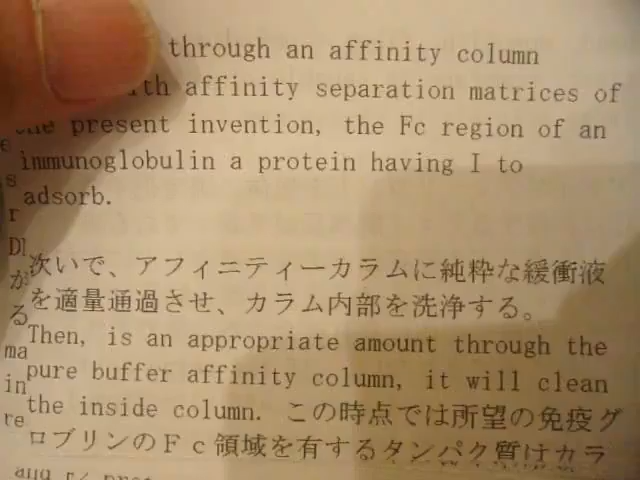 through an affinity column
affinity separation matrices of
the present invention, the Fc region of an
immunoglobulin a protein having I to
adsorb.
次いで、アフィニティーカラムに純粋な緩衝液
を適量通過させ、カラム内部を洗浄する。
Then, is an appropriate amount through the
pure buffer affinity column, it will clean
the inside column. この時点では所望の免疫グ
ロブリンのＦｃ領域を有するタンパク質はカラ